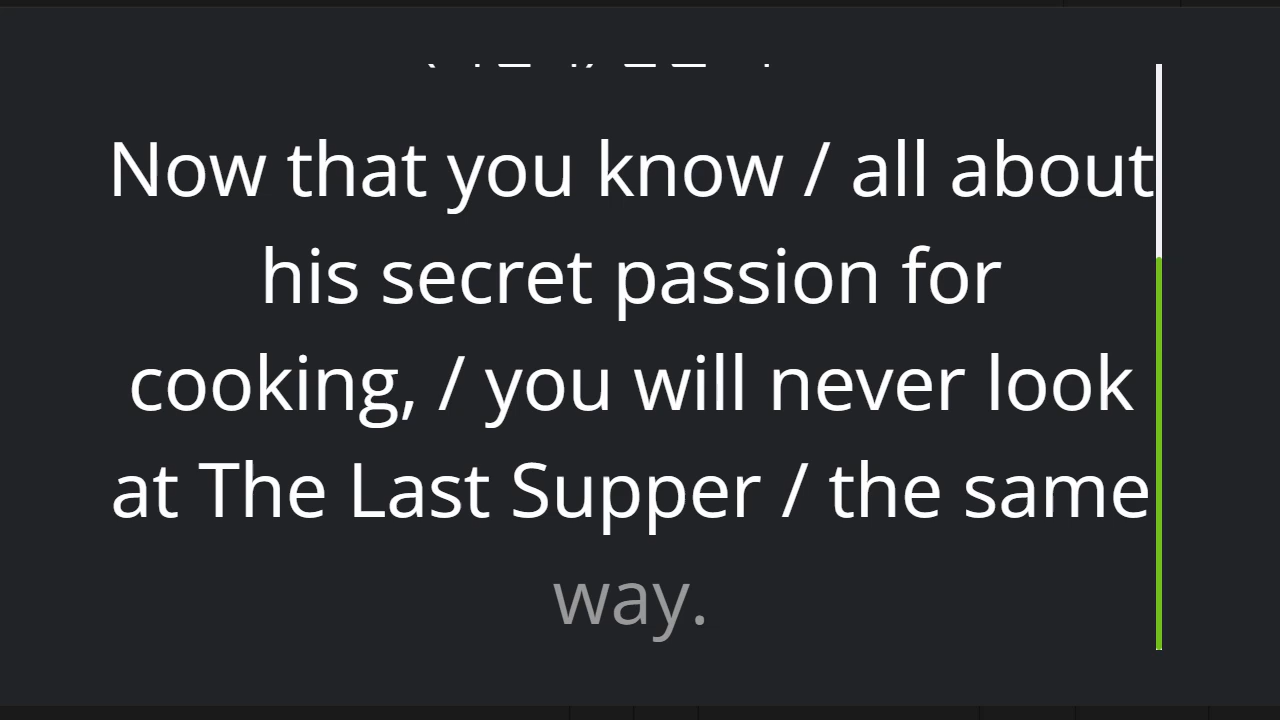 Now that you know / all about
his secret passion for
cooking, / you will never look
at The Last Supper / the same
way.